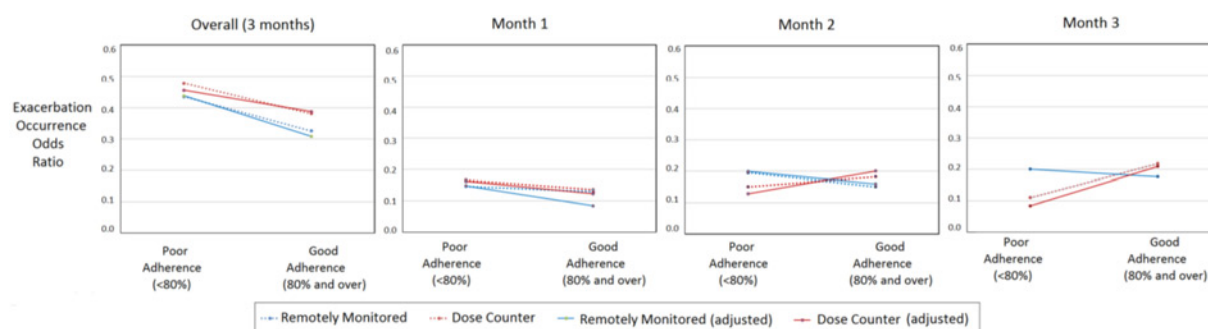 Overall (3 months)
Month 1
Month 2
Month 3
Exacerbation
Occurrence
Odds
Ratio
0.6
0.5
0.4
0.3
0.2
0.1
0.0
0.6
0.5
0.4
0.3
0.2
0.1
0.0
0.6
0.5
0.4
0.3
0.2
0.1
0.0
0.6
0.5
0.4
0.3
0.2
0.1
0.0
Poor
Adherence
(<80%)
Good
Adherence
(80% and over)
Poor
Adherence
(<80%)
Good
Adherence
(80% and over)
Poor
Adherence
(<80%)
Good
Adherence
(80% and over)
Poor
Adherence
(<80%)
Good
Adherence
(80% and over)
Remotely Monitored Dose Counter Remotely Monitored (adjusted) Dose Counter (adjusted)